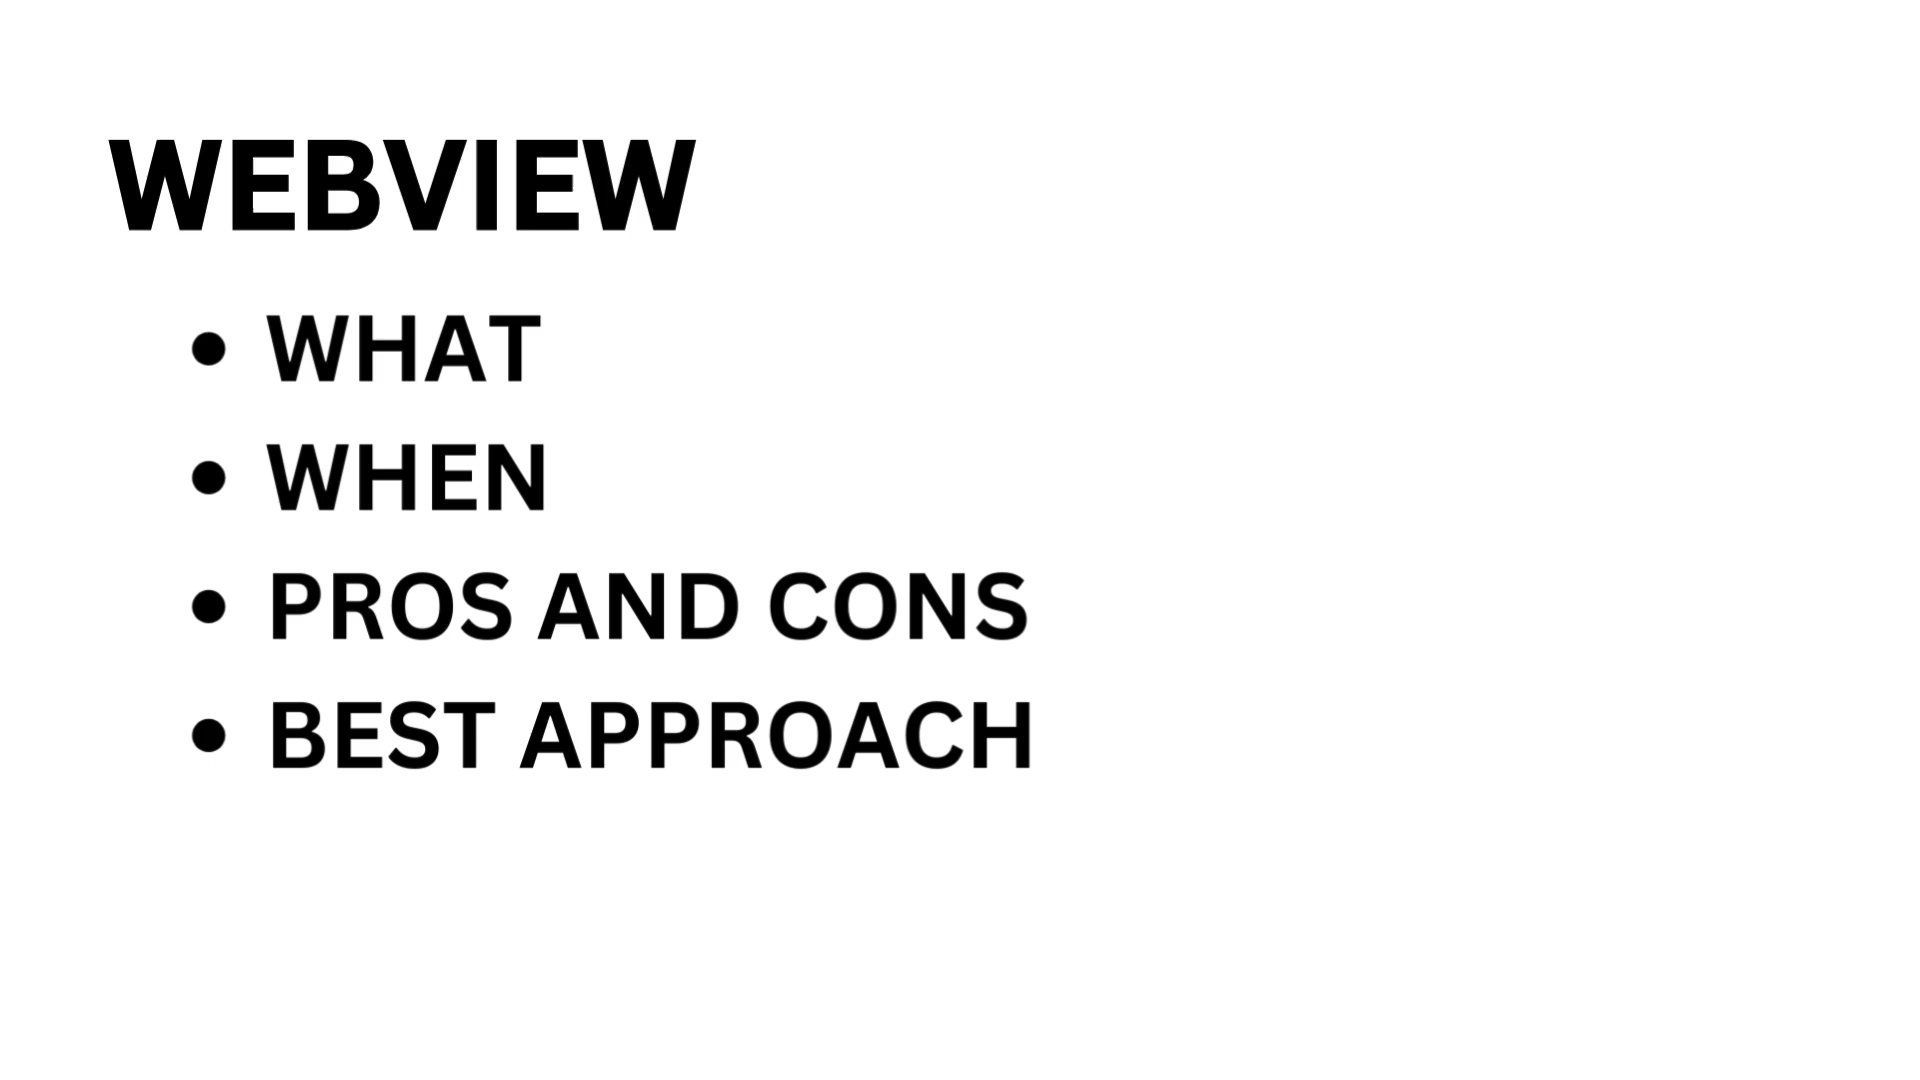 WEBVIEW
• WHAT
• WHEN
• PROS AND CONS
• BEST APPROACH